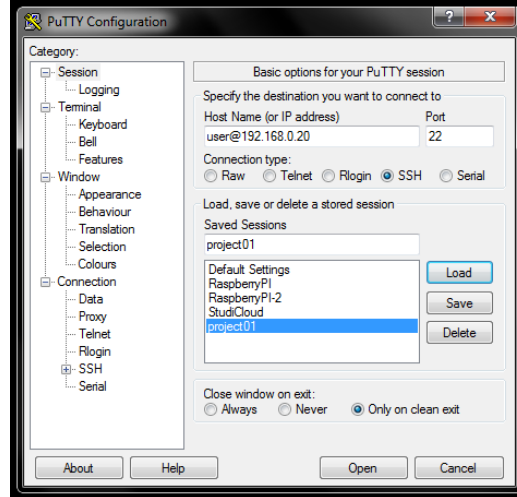 PuTTY Configuration
?
Category:
Session
Logging
Terminal
Keyboard
Bell
Features
Window
Appearance
Behaviour
Translation
Selection
Colours
Connection
Data
Proxy
Telnet
Rlogin
SSH
Serial
Basic options for your PuTTY session
Specify the destination you want to connect to
Host Name (or IP address) Port
user@192.168.0.20 22
Connection type:
Raw Telnet Rlogin SSH Serial
Load, save or delete a stored session
Saved Sessions
project01
Default Settings
RaspberryPI
RaspberryPI-2
StudiCloud
project01
Load
Save
Delete
Close window on exit:
Always Never Only on clean exit
About Help Open Cancel